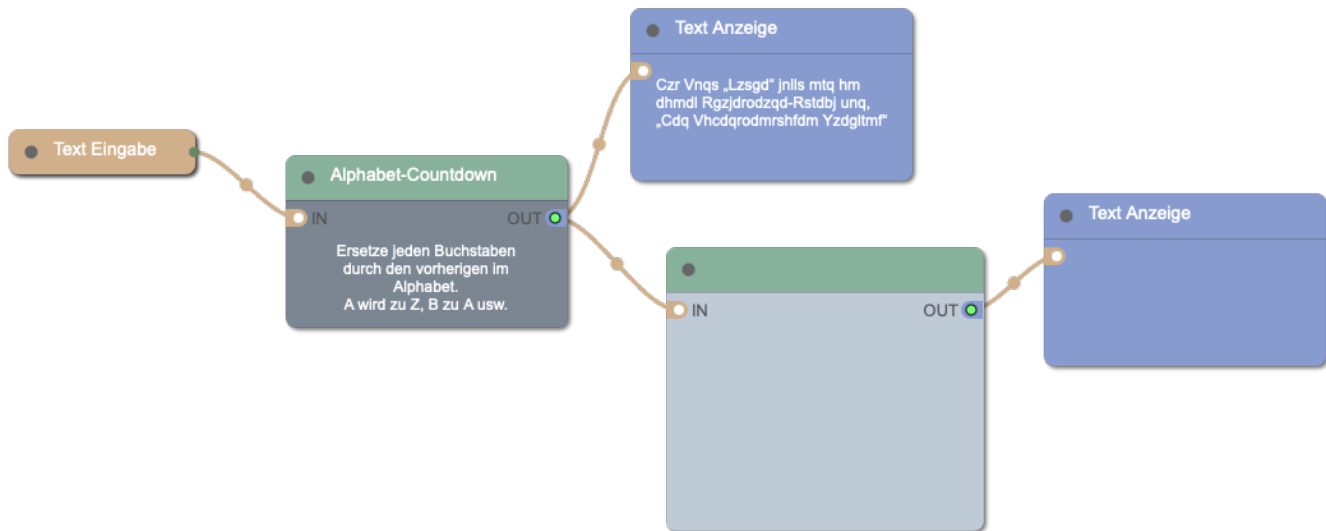 Text Anzeige
Czr Vnqs „Lzsgd" jnlls mtq hm
dhmdl Rgzjdrodzqd-Rstdbj unq,
„Cdq Vhcdqrodmrshfdm Yzdgltmf"
Text Eingabe
Alphabet-Countdown
IN
OUT
Ersetze jeden Buchstaben
durch den vorherigen im
Alphabet.
A wird zu Z, B zu A usw.
Text Anzeige
IN
OUT